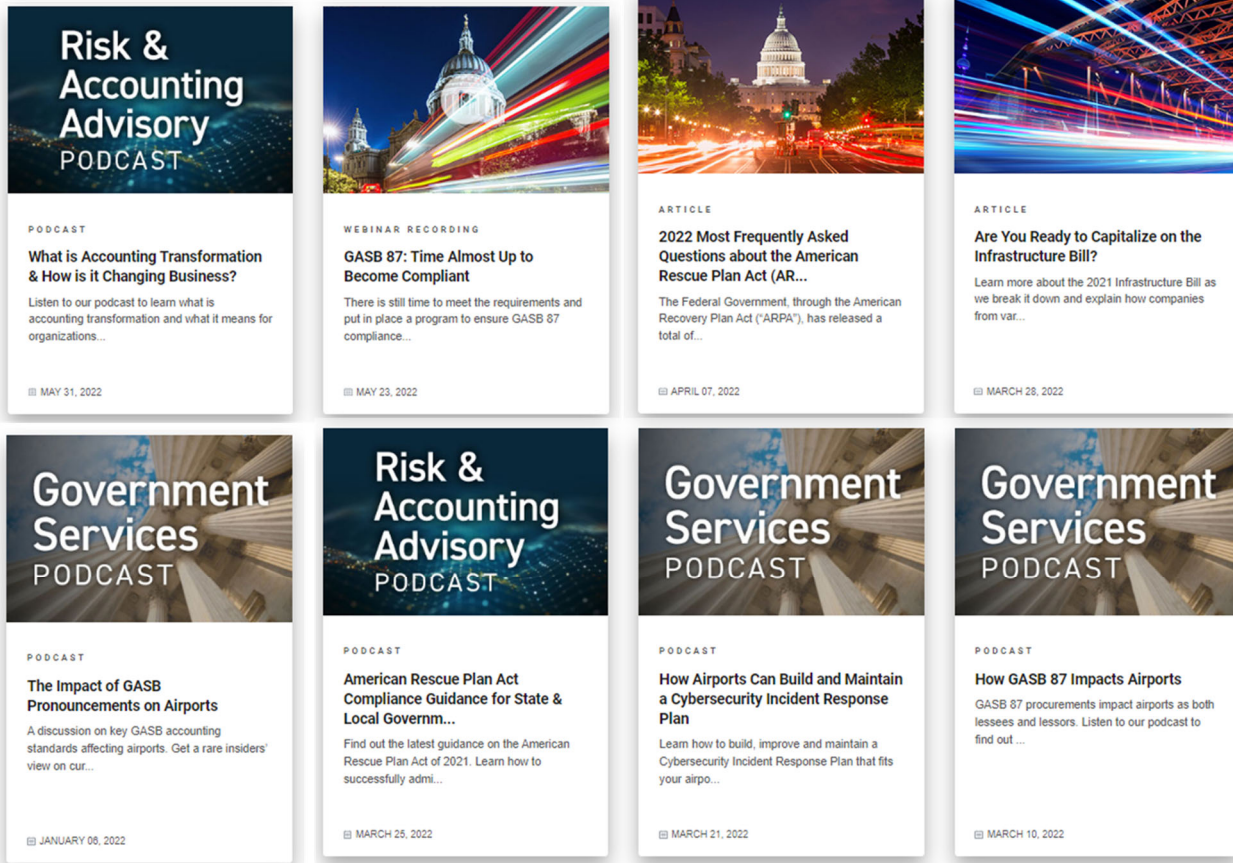 Risk &
Accounting
Advisory
PODCAST
PODCAST
What is Accounting Transformation
& How is it Changing Business?
Listen to our podcast to learn what is
accounting transformation and what it means for
organizations...
MAY 31, 2022
WEBINAR RECORDING
GASB 87: Time Almost Up to
Become Compliant
There is still time to meet the requirements and
put in place a program to ensure GASB 87
compliance...
MAY 23, 2022
ARTICLE
2022 Most Frequently Asked
Questions about the American
Rescue Plan Act (AR...
The Federal Government, through the American
Recovery Plan Act (“ARPA”), has released a
total of...
APRIL 07, 2022
ARTICLE
Are You Ready to Capitalize on the
Infrastructure Bill?
Learn more about the 2021 Infrastructure Bill as
we break it down and explain how companies
from var...
MARCH 28, 2022
Government
Services
PODCAST
PODCAST
The Impact of GASB
Pronouncements on Airports
A discussion on key GASB accounting
standards affecting airports. Get a rare insiders'
view on cur...
JANUARY 06, 2022
Risk &
Accounting
Advisory
PODCAST
PODCAST
American Rescue Plan Act
Compliance Guidance for State &
Local Governm...
Find out the latest guidance on the American
Rescue Plan Act of 2021. Learn how to
successfully admi...
MARCH 25, 2022
Government
Services
PODCAST
PODCAST
How Airports Can Build and Maintain
a Cybersecurity Incident Response
Plan
Learn how to build, improve and maintain a
Cybersecurity Incident Response Plan that fits
your airpo...
MARCH 21, 2022
Government
Services
PODCAST
PODCAST
How GASB 87 Impacts Airports
GASB 87 procurements impact airports as both
lessees and lessors. Listen to our podcast to
find out ...
MARCH 10, 2022